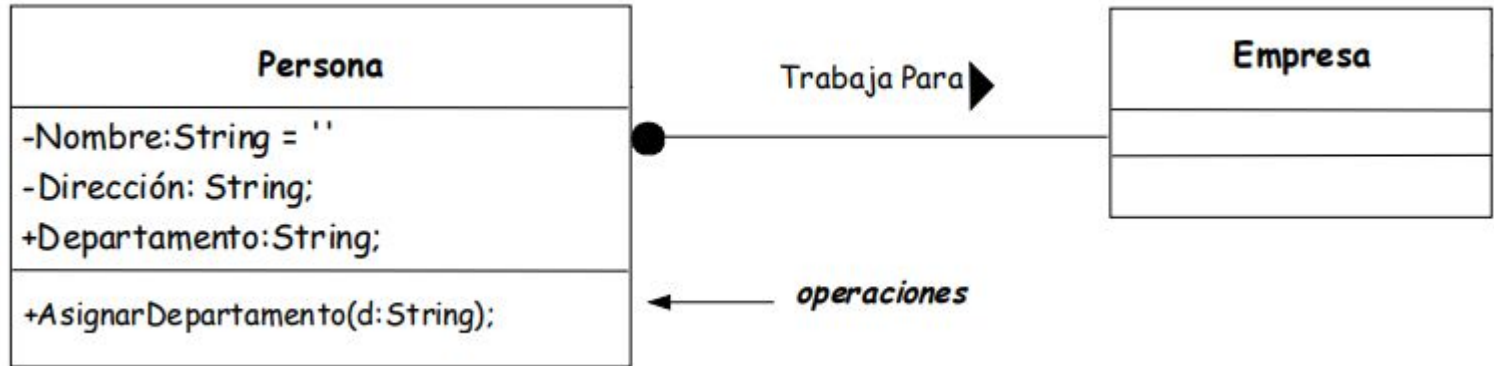 Persona
-Nombre:String = ''
-Dirección: String;
+Departamento:String;
+AsignarDepartamento(d:String);
Trabaja Para
operaciones
Empresa